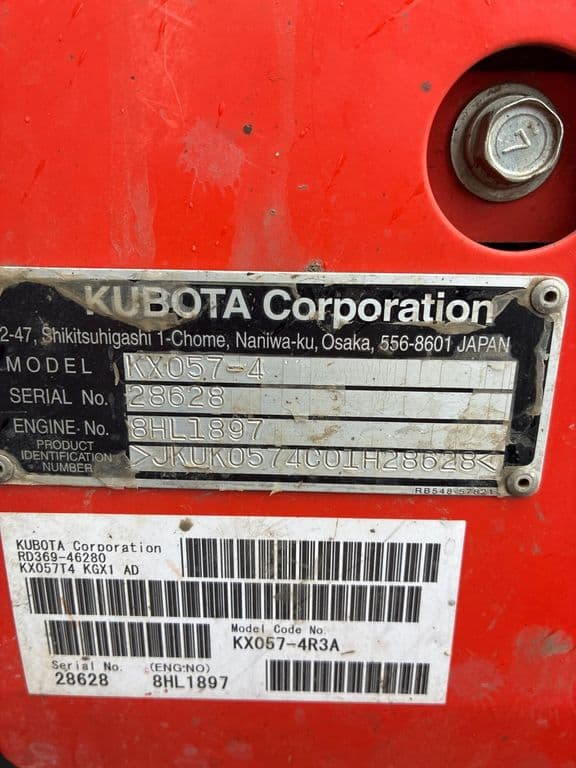 KUBOTA Corporation
2-47, Shikitsuhigashi 1-Chome, Naniwa-ku, Osaka, 556-8601 JAPAN
MODEL KX057-4
SERIAL No. 28628
ENGINE. No. 8HL1897
PRODUCT
IDENTIFICATION
NUMBER >JKUK0574C01H28628<
RB548-57821
KUBOTA Corporation
RD369-46280
KX057T4 KGX1 AD
Model Code No.
KX057-4R3A
Serial No. (ENG:NO)
28628 8HL1897